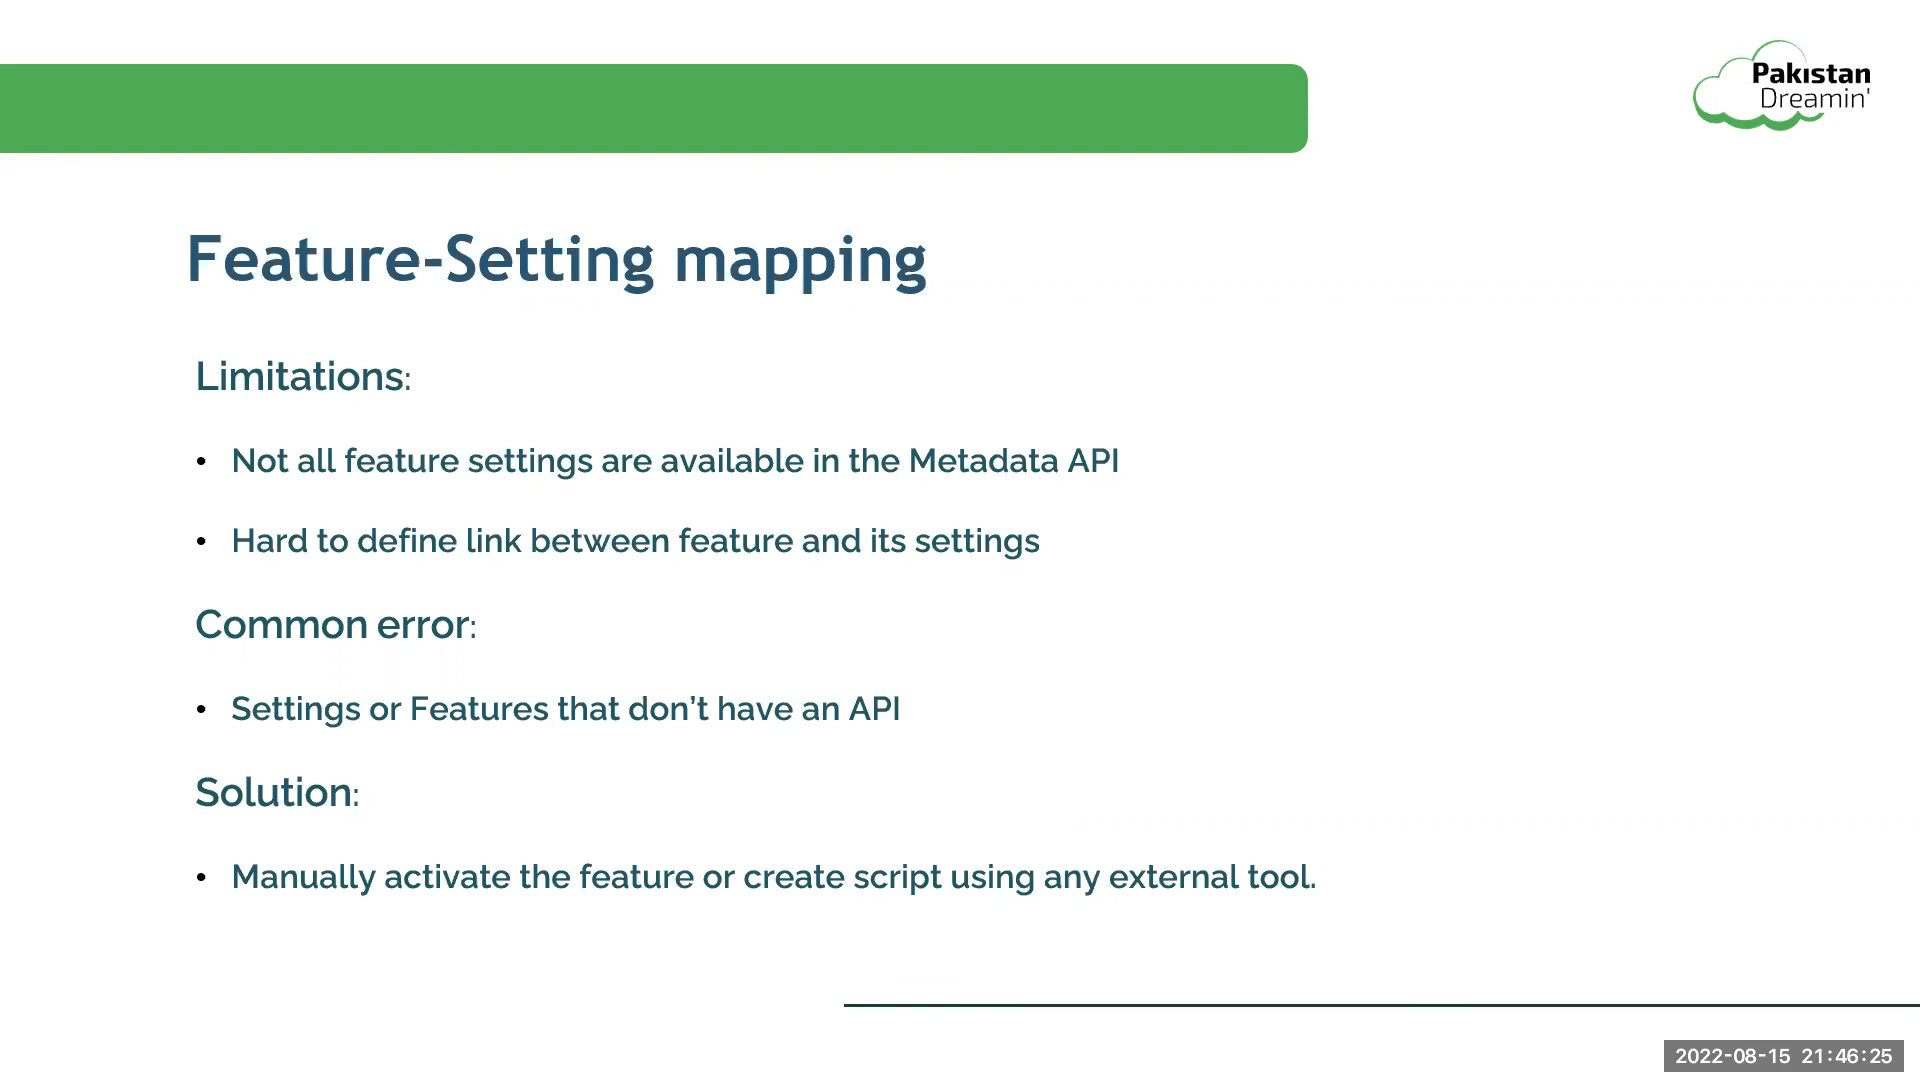 Pakistan
Dreamin'
Feature-Setting mapping
Limitations:
• Not all feature settings are available in the Metadata API
• Hard to define link between feature and its settings
Common error:
• Settings or Features that don’t have an API
Solution:
• Manually activate the feature or create script using any external tool.
2022-08-15 21:46:25